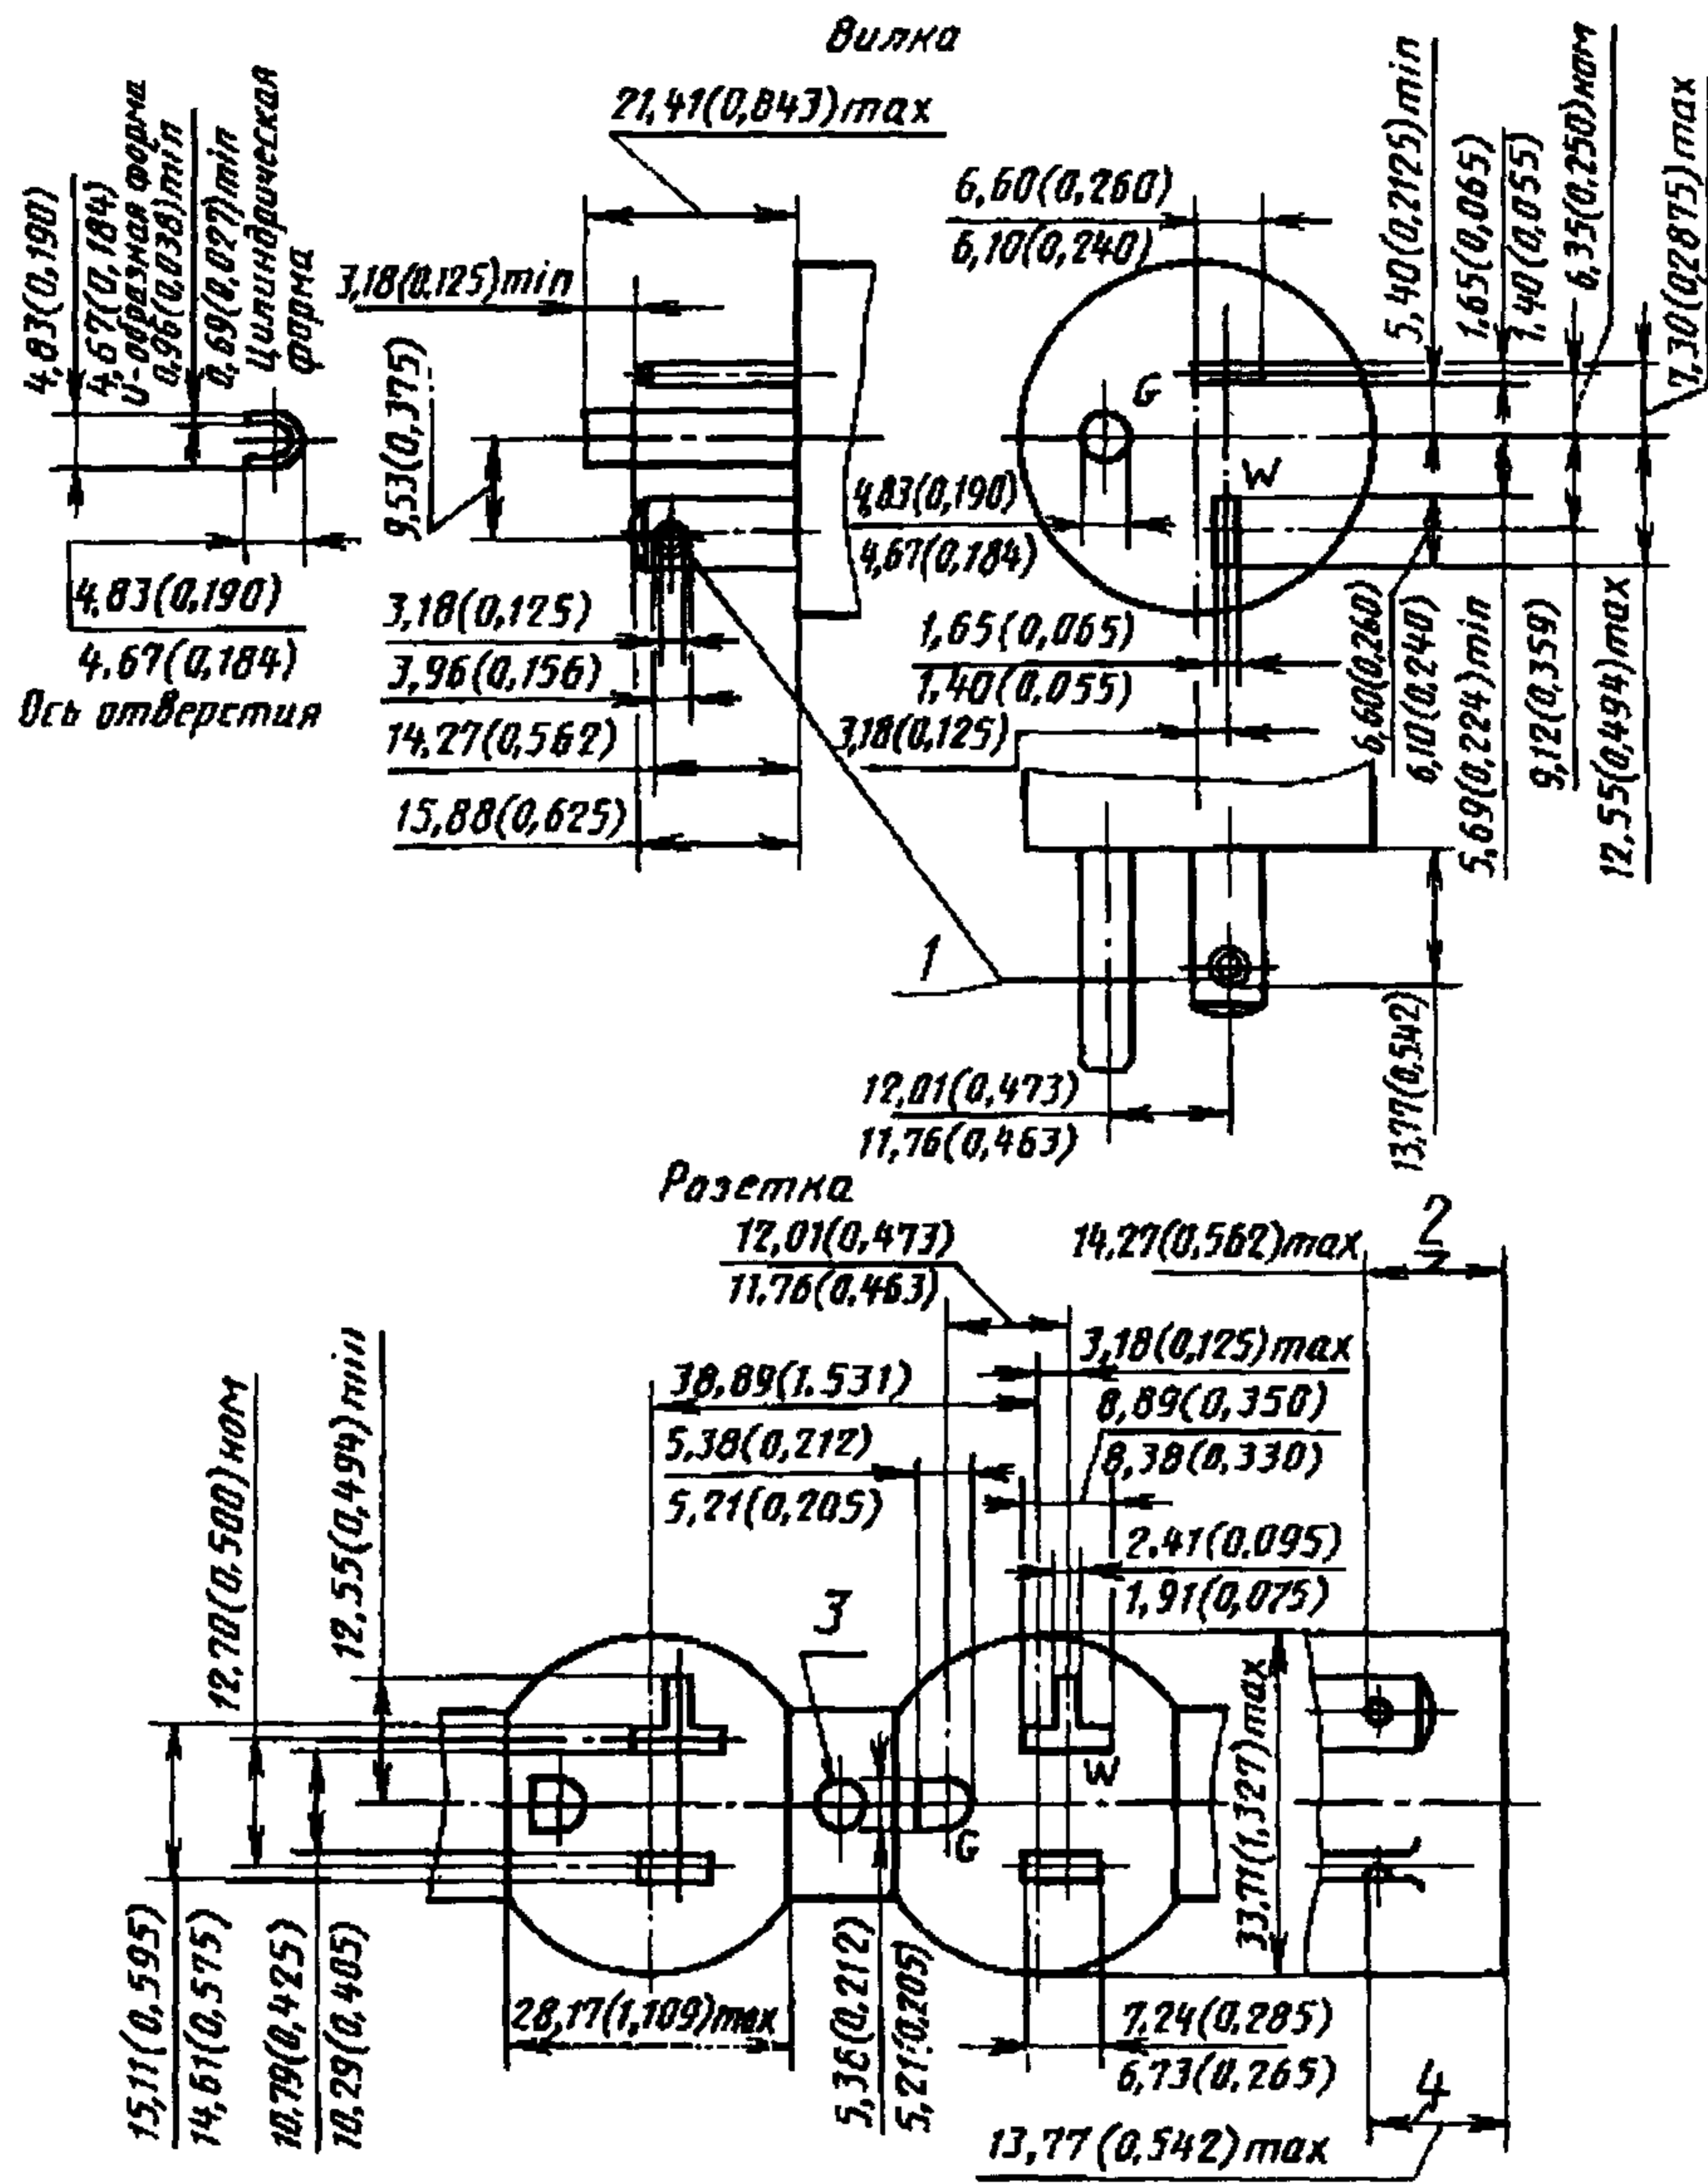 Вилка
21,41(0,843)max
4,83(0,190)
4,67(0,184)
U-образная форма
0,96(0,038)min
0,69(0,027)min
Цилиндрическая
форма
3,18(0,125)min
9,53(0,375)
6,60(0,260)
6,10(0,240)
5,40(0,2125)min
1,65(0,065)
1,40(0,055)
6,35(0,250)ном
7,30(0,2875)max
G
W
4,83(0,190)
4,67(0,184)
4,83(0,190)
4,67(0,184)
Ось отверстия
3,18(0,125)
3,96(0,156)
14,27(0,562)
15,88(0,625)
1,65(0,065)
1,40(0,055)
3,18(0,125)
6,60(0,260)
6,10(0,240)
5,69(0,224)min
9,12(0,359)
12,55(0,494)max
1
13,77(0,542)
12,01(0,473)
11,76(0,463)
Розетка
12,01(0,473)
11,76(0,463)
14,27(0,562)max
2
3,18(0,125)max
38,89(1.531)
8,89(0,350)
8,38(0,330)
5,38(0,212)
5,21(0,205)
2,41(0,095)
1,91(0,075)
12,70(0,500)ном
12,55(0,494)min
3
W
G
33,71(1,327)max
15,11(0,595)
14,61(0,575)
10,79(0,425)
10,29(0,405)
28,17(1,109)max
5,38(0,212)
5,21(0,205)
7,24(0,285)
6,73(0,265)
4
13,77(0,542)max